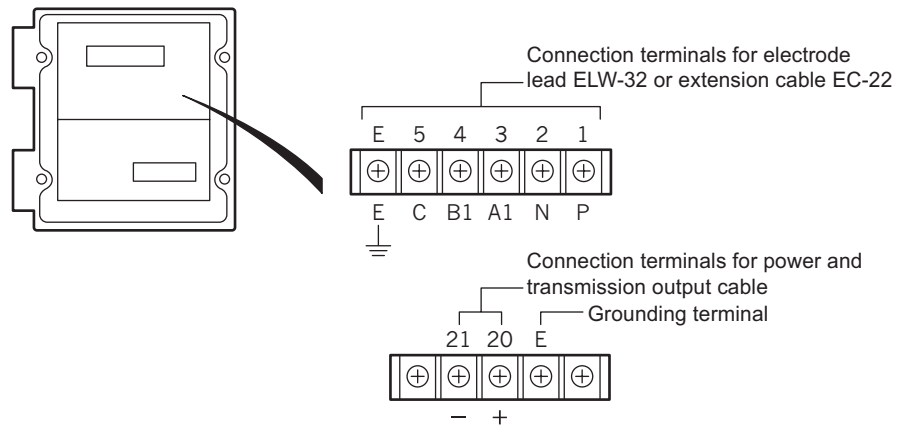 Connection terminals for electrode
lead ELW-32 or extension cable EC-22
E 5 4 3 2 1
E C B1 A1 N P
Connection terminals for power and
transmission output cable
Grounding terminal
21 20 E
− +